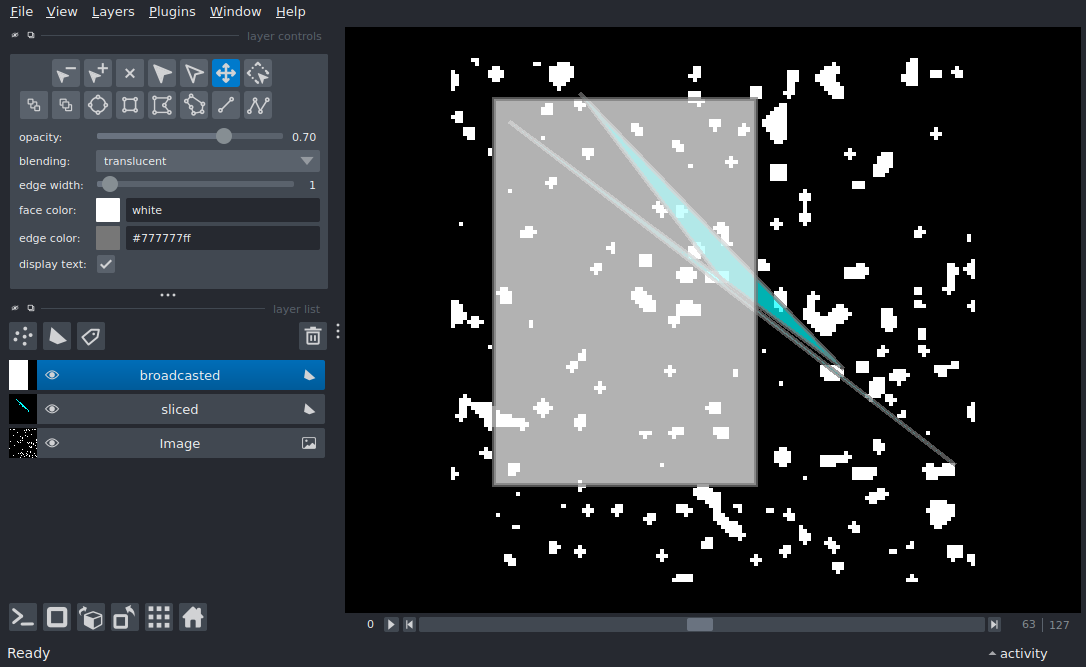 File View Layers Plugins Window Help
layer controls
opacity: 0.70
blending: translucent
edge width: 1
face color: white
edge color: #777777ff
display text:
layer list
broadcasted
sliced
Image
0 63 127
Ready activity